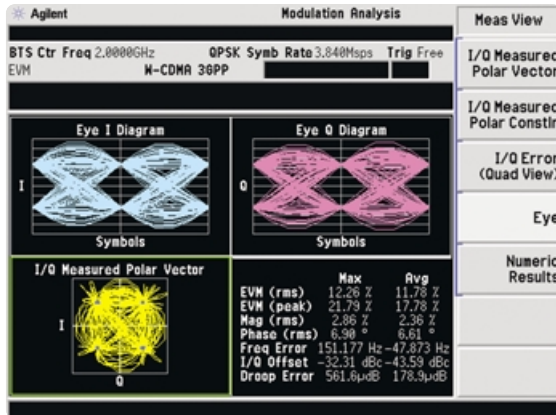 Agilent Modulation Analysis Meas View
BTS Ctr Freq 2.0000GHz QPSK Symb Rate 3.840Msps Trig Free
EVM W-CDMA 3GPP
I/Q Measured
Polar Vector
I/Q Measured
Polar Constln
I/Q Error
(Quad View)
Eye
Numeric
Results
Eye I Diagram
I
Symbols
Eye Q Diagram
Q
Symbols
I/Q Measured Polar Vector
I
Q
Max Avg
EVM (rms) 12.26 % 11.78 %
EVM (peak) 21.79 % 17.78 %
Mag (rms) 2.86 % 2.36 %
Phase (rms) 6.90 ° 6.61 °
Freq Error 151.177 Hz -47.873 Hz
I/Q Offset -32.31 dBc -43.59 dBc
Droop Error 561.6µdB 178.9µdB